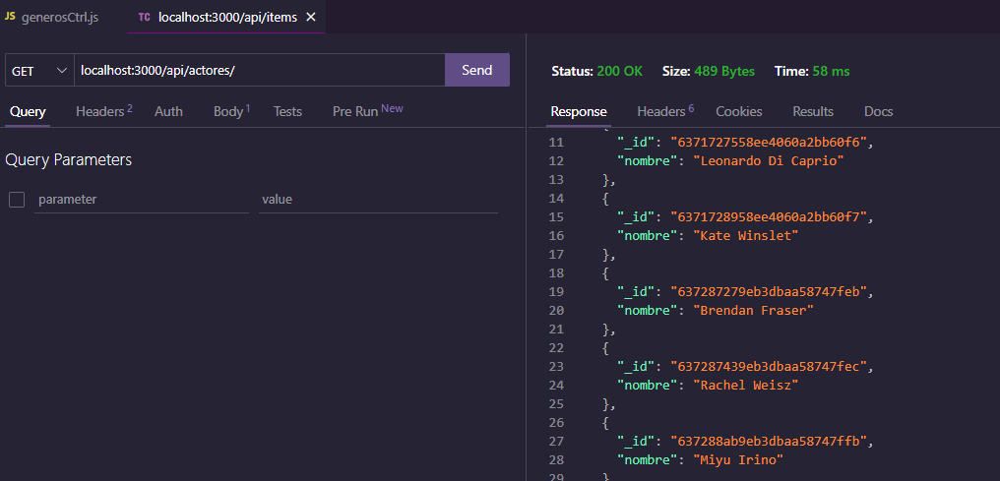 JS generosCtrl.js
TC localhost:3000/api/items ×
GET localhost:3000/api/actores/ Send
Query Headers 2 Auth Body 1 Tests Pre Run New
Query Parameters
parameter value
Status: 200 OK Size: 489 Bytes Time: 58 ms
Response Headers 6 Cookies Results Docs
{
11 "_id": "6371727558ee4060a2bb60f6",
12 "nombre": "Leonardo Di Caprio"
13 },
14 {
15 "_id": "6371728958ee4060a2bb60f7",
16 "nombre": "Kate Winslet"
17 },
18 {
19 "_id": "637287279eb3dbaa58747feb",
20 "nombre": "Brendan Fraser"
21 },
22 {
23 "_id": "637287439eb3dbaa58747fec",
24 "nombre": "Rachel Weisz"
25 },
26 {
27 "_id": "637288ab9eb3dbaa58747ffb",
28 "nombre": "Miyu Irino"
29 }